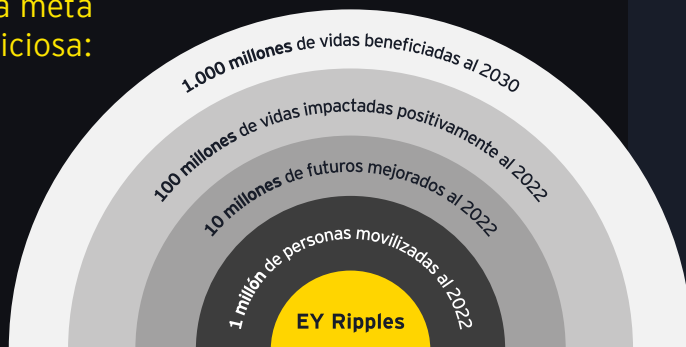 a meta
iciosa:
1.000 millones de vidas beneficiadas al 2030
100 millones de vidas impactadas positivamente al 2022
10 millones de futuros mejorados al 2022
1 millón de personas movilizadas al 2022
EY Ripples